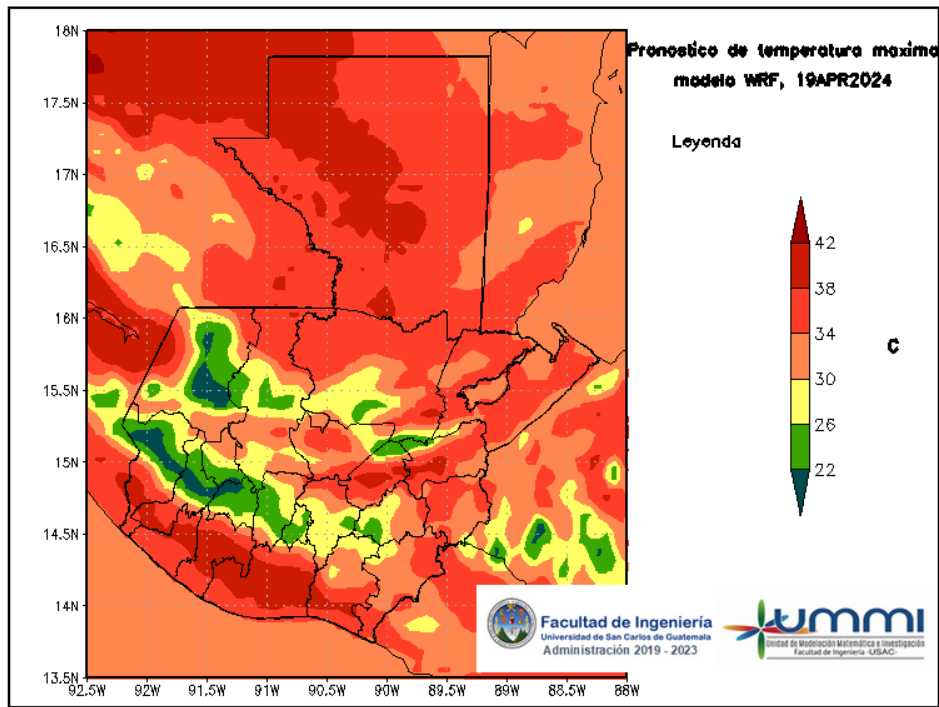 Pronostico de temperatura maxima
modelo WRF, 19APR2024
Leyenda
42
38
34
30
26
22
C
18N
17.5N
17N
16.5N
16N
15.5N
15N
14.5N
14N
13.5N
92.5W 92W 91.5W 91W 90.5W 90W 89.5W 89W 88.5W 88W
Facultad de Ingeniería
Universidad de San Carlos de Guatemala
Administración 2019 - 2023
UMMI
Unidad de Modelación Matemática e Investigación
Facultad de Ingeniería -USAC-